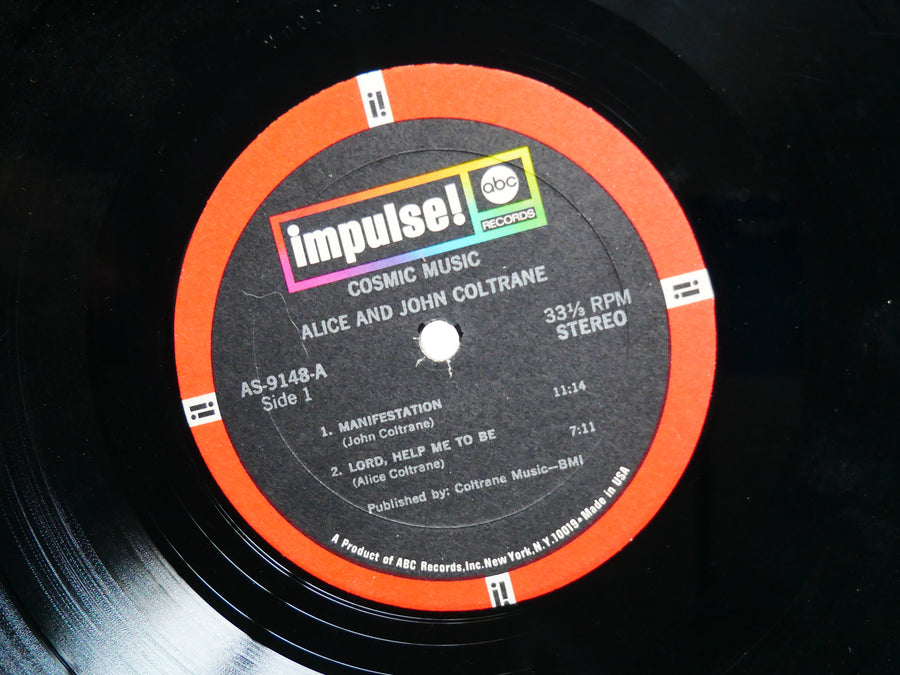 i!
impulse!
abc
RECORDS
COSMIC MUSIC
ALICE AND JOHN COLTRANE
33⅓ RPM
STEREO
AS-9148-A
Side 1
1. MANIFESTATION 11:14
(John Coltrane)
2. LORD, HELP ME TO BE 7:11
(Alice Coltrane)
Published by: Coltrane Music—BMI
A Product of ABC Records, Inc. New York, N.Y. 10019 • Made in USA
i!
i!
i!